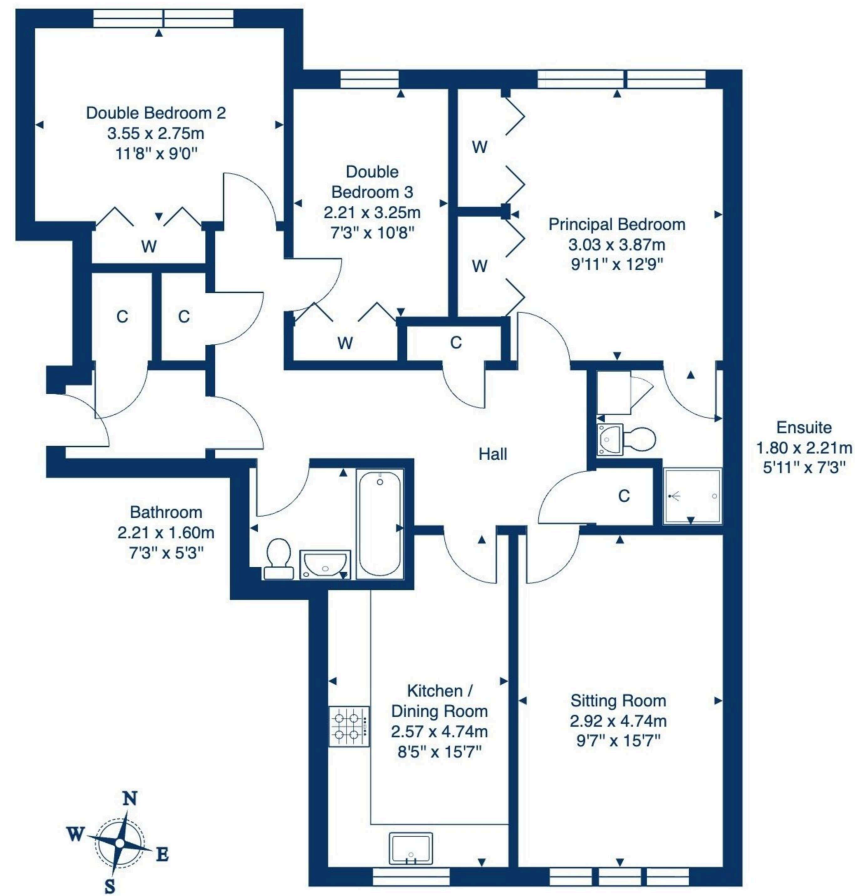 Double Bedroom 2
3.55 x 2.75m
11'8" x 9'0"
W
Double
Bedroom 3
2.21 x 3.25m
7'3" x 10'8"
W
W
W
Principal Bedroom
3.03 x 3.87m
9'11" x 12'9"
C
C
C
Hall
Ensuite
1.80 x 2.21m
5'11" x 7'3"
C
Bathroom
2.21 x 1.60m
7'3" x 5'3"
Kitchen /
Dining Room
2.57 x 4.74m
8'5" x 15'7"
Sitting Room
2.92 x 4.74m
9'7" x 15'7"
N
W
E
S